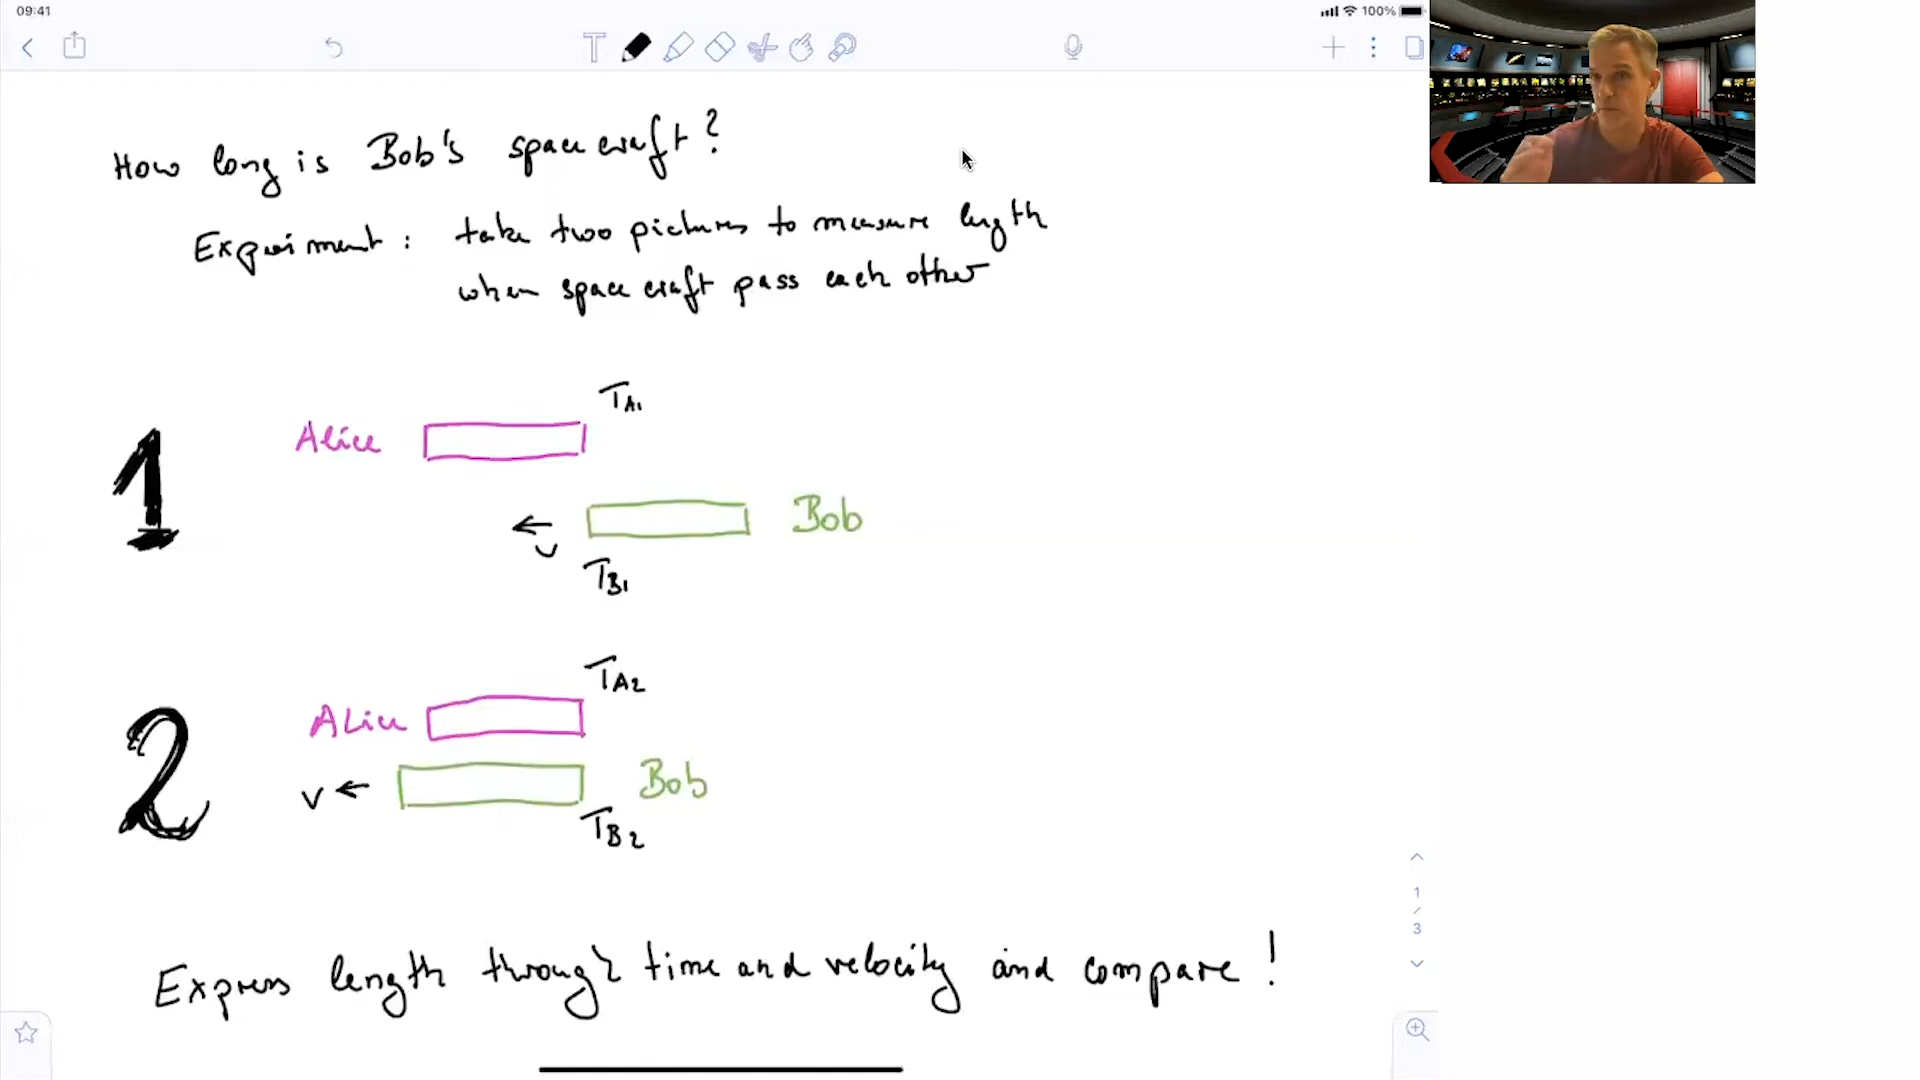 09:41
100%
How long is Bob's spacecraft?
Experiment: take two pictures to measure length
when spacecraft pass each other
1
TA1
Alice
v
Bob
TB1
2
TA2
Alice
v
Bob
TB2
1
/
3
Express length through time and velocity and compare!